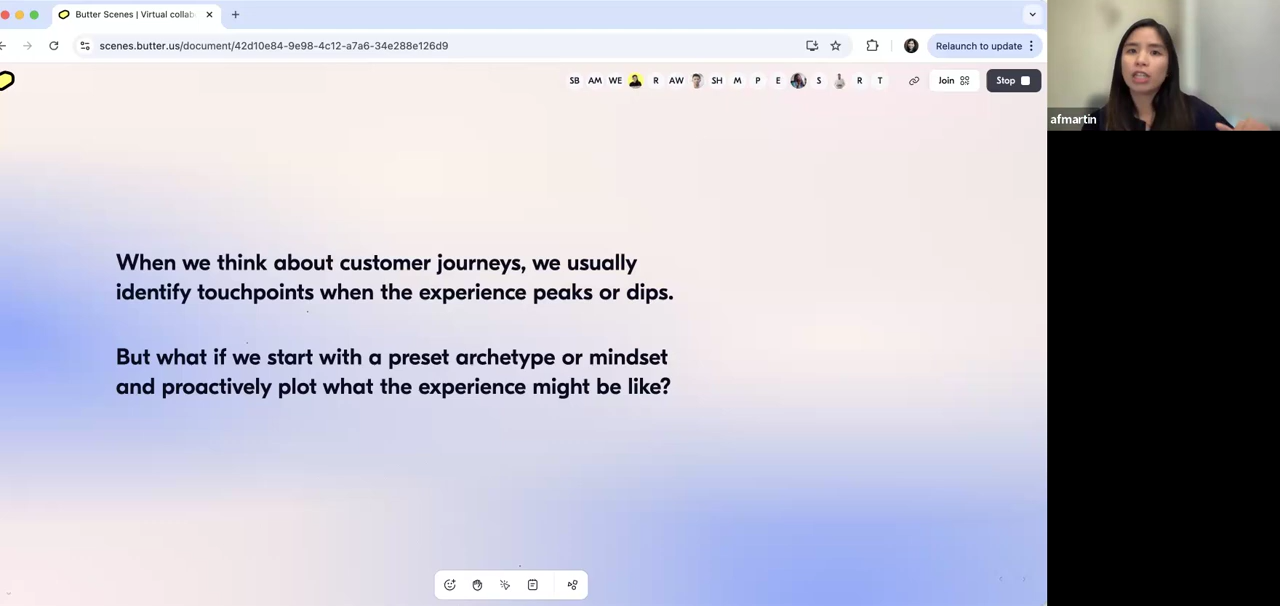 Butter Scenes | Virtual collab
scenes.butter.us/document/42d10e84-9e98-4c12-a7a6-34e288e126d9
Relaunch to update
SB AM WE R AW SH M P E S R T
Join
Stop
afmartin
When we think about customer journeys, we usually
identify touchpoints when the experience peaks or dips.
But what if we start with a preset archetype or mindset
and proactively plot what the experience might be like?